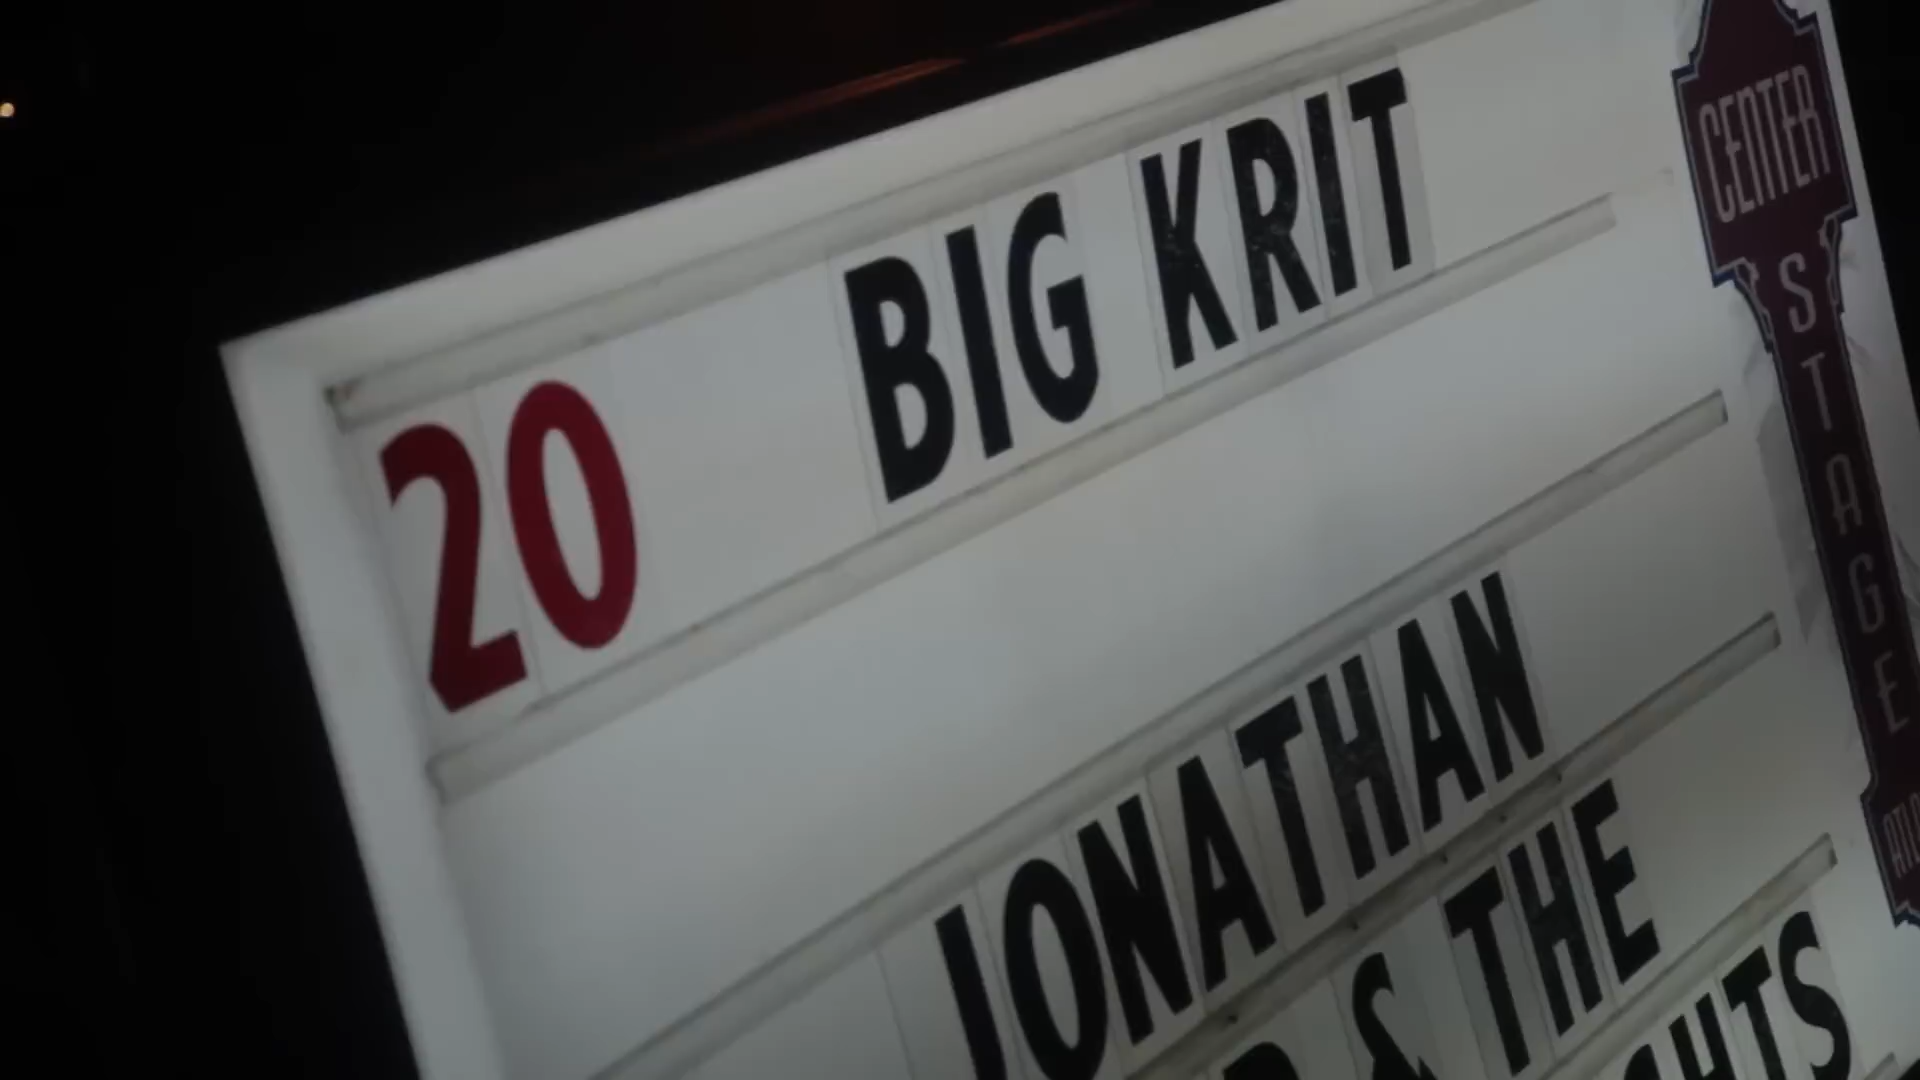 20 BIG KRIT
JONATHAN
& THE
CENTER
STAGE